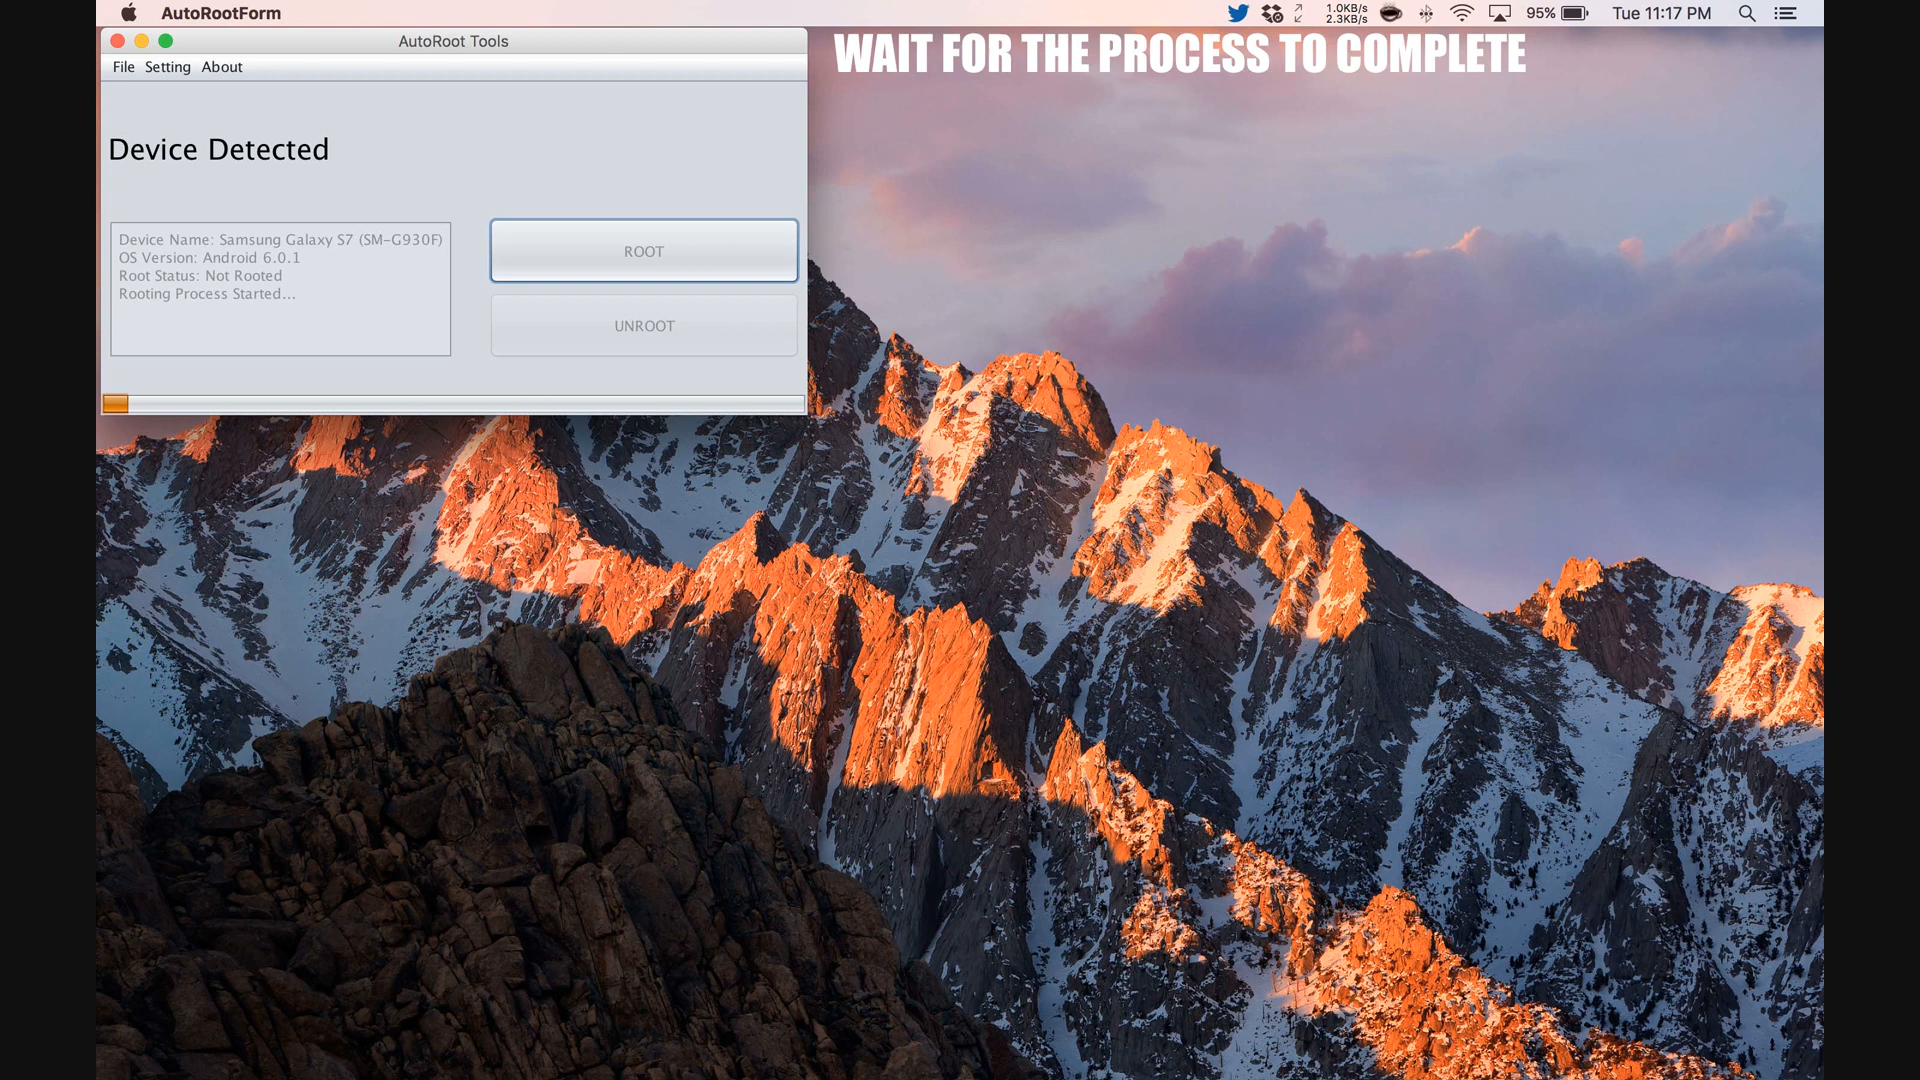 AutoRootForm
1.0KB/s
2.3KB/s
95%
Tue 11:17 PM
AutoRoot Tools
File Setting About
WAIT FOR THE PROCESS TO COMPLETE
Device Detected
Device Name: Samsung Galaxy S7 (SM-G930F)
OS Version: Android 6.0.1
Root Status: Not Rooted
Rooting Process Started...
ROOT
UNROOT